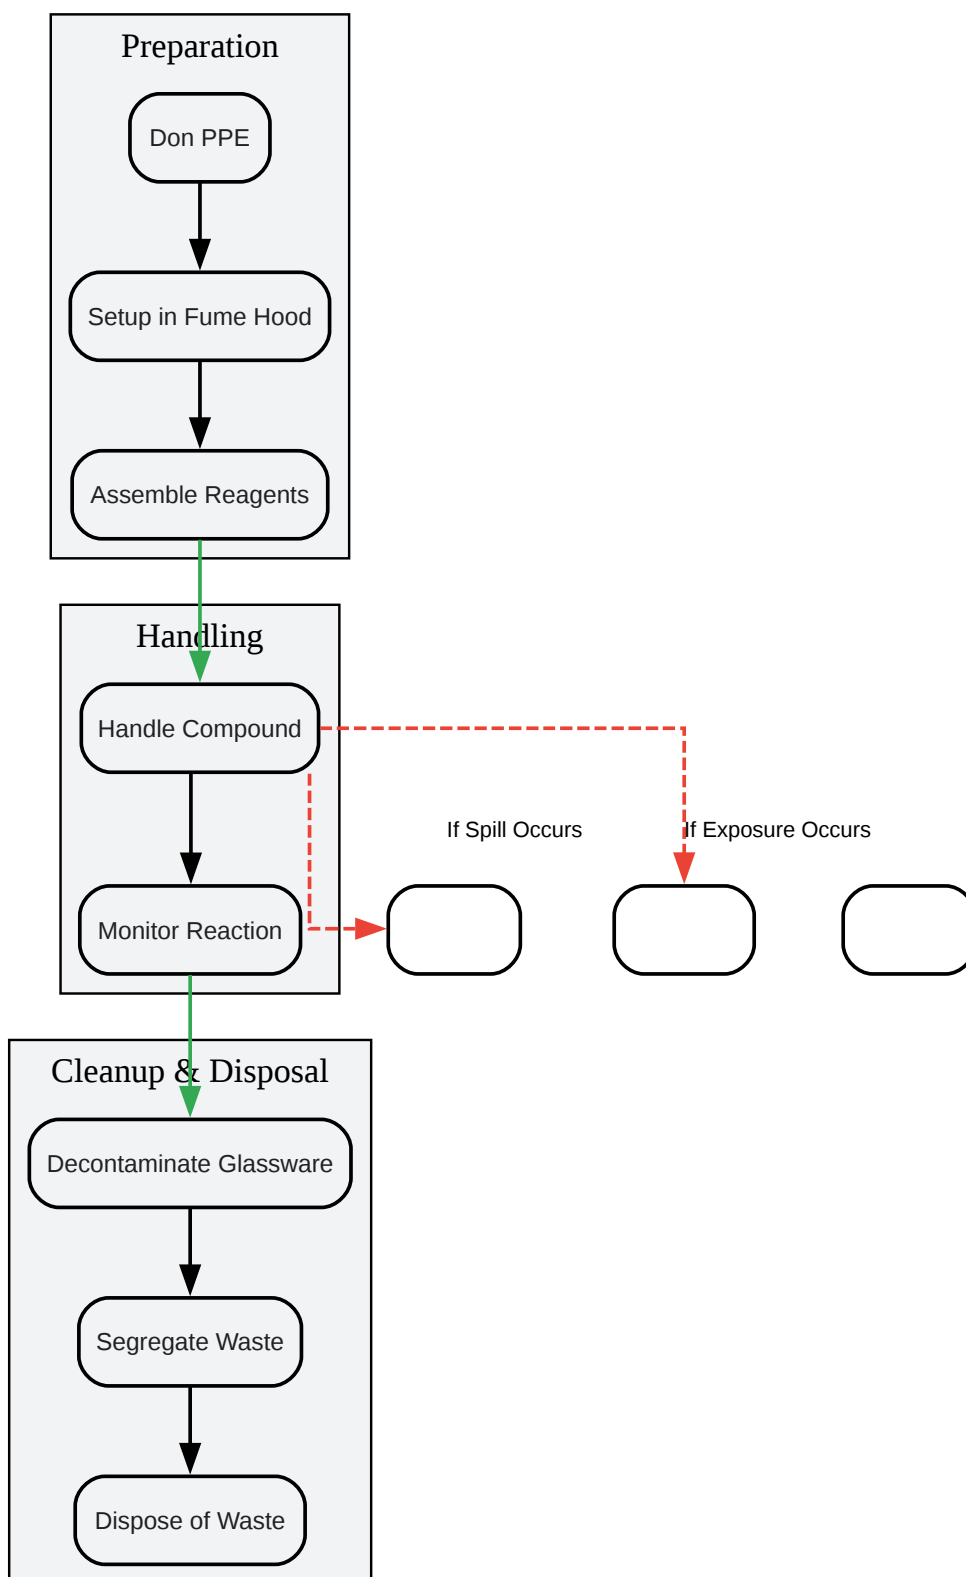 Preparation
Don PPE
Setup in Fume Hood
Assemble Reagents
Handling
Handle Compound
If Spill Occurs
If Exposure Occurs
Monitor Reaction
Cleanup & Disposal
Decontaminate Glassware
Segregate Waste
Dispose of Waste